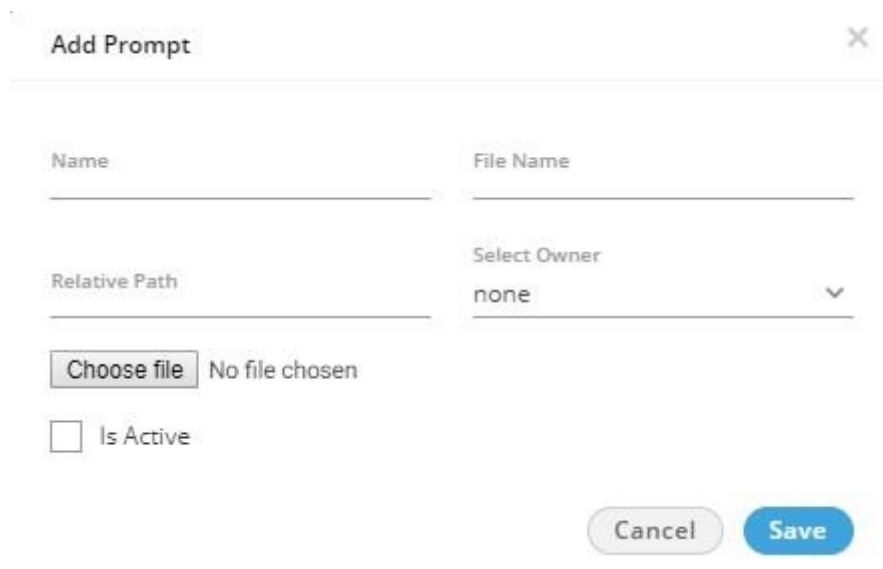 Add Prompt
Name
File Name
Relative Path
Select Owner
none
Choose file No file chosen
Is Active
Cancel
Save